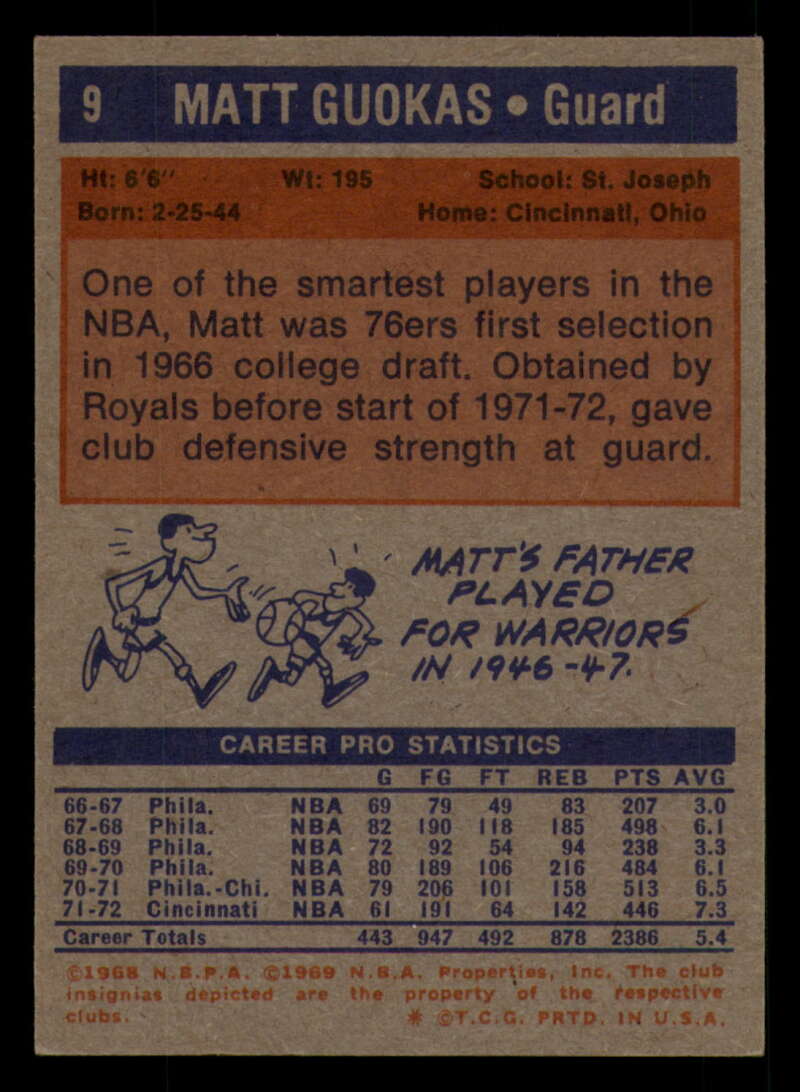 9 MATT GUOKAS • Guard
Ht: 6'6" Wt: 195 School: St. Joseph
Born: 2-25-44 Home: Cincinnati, Ohio
One of the smartest players in the
NBA, Matt was 76ers first selection
in 1966 college draft. Obtained by
Royals before start of 1971-72, gave
club defensive strength at guard.
MATT'S FATHER
PLAYED
FOR WARRIORS
IN 1946-47.
CAREER PRO STATISTICS
G FG FT REB PTS AVG
66-67 Phila. NBA 69 79 49 83 207 3.0
67-68 Phila. NBA 82 190 118 185 498 6.1
68-69 Phila. NBA 72 92 54 94 238 3.3
69-70 Phila. NBA 80 189 106 216 484 6.1
70-71 Phila.-Chi. NBA 79 206 101 158 513 6.5
71-72 Cincinnati NBA 61 191 64 142 446 7.3
Career Totals 443 947 492 878 2386 5.4
©1968 N.B.P.A. ©1969 N.B.A. Properties, Inc. The club
insignias depicted are the property of the respective
clubs. * ©T.C.G. PRTD. IN U.S.A.